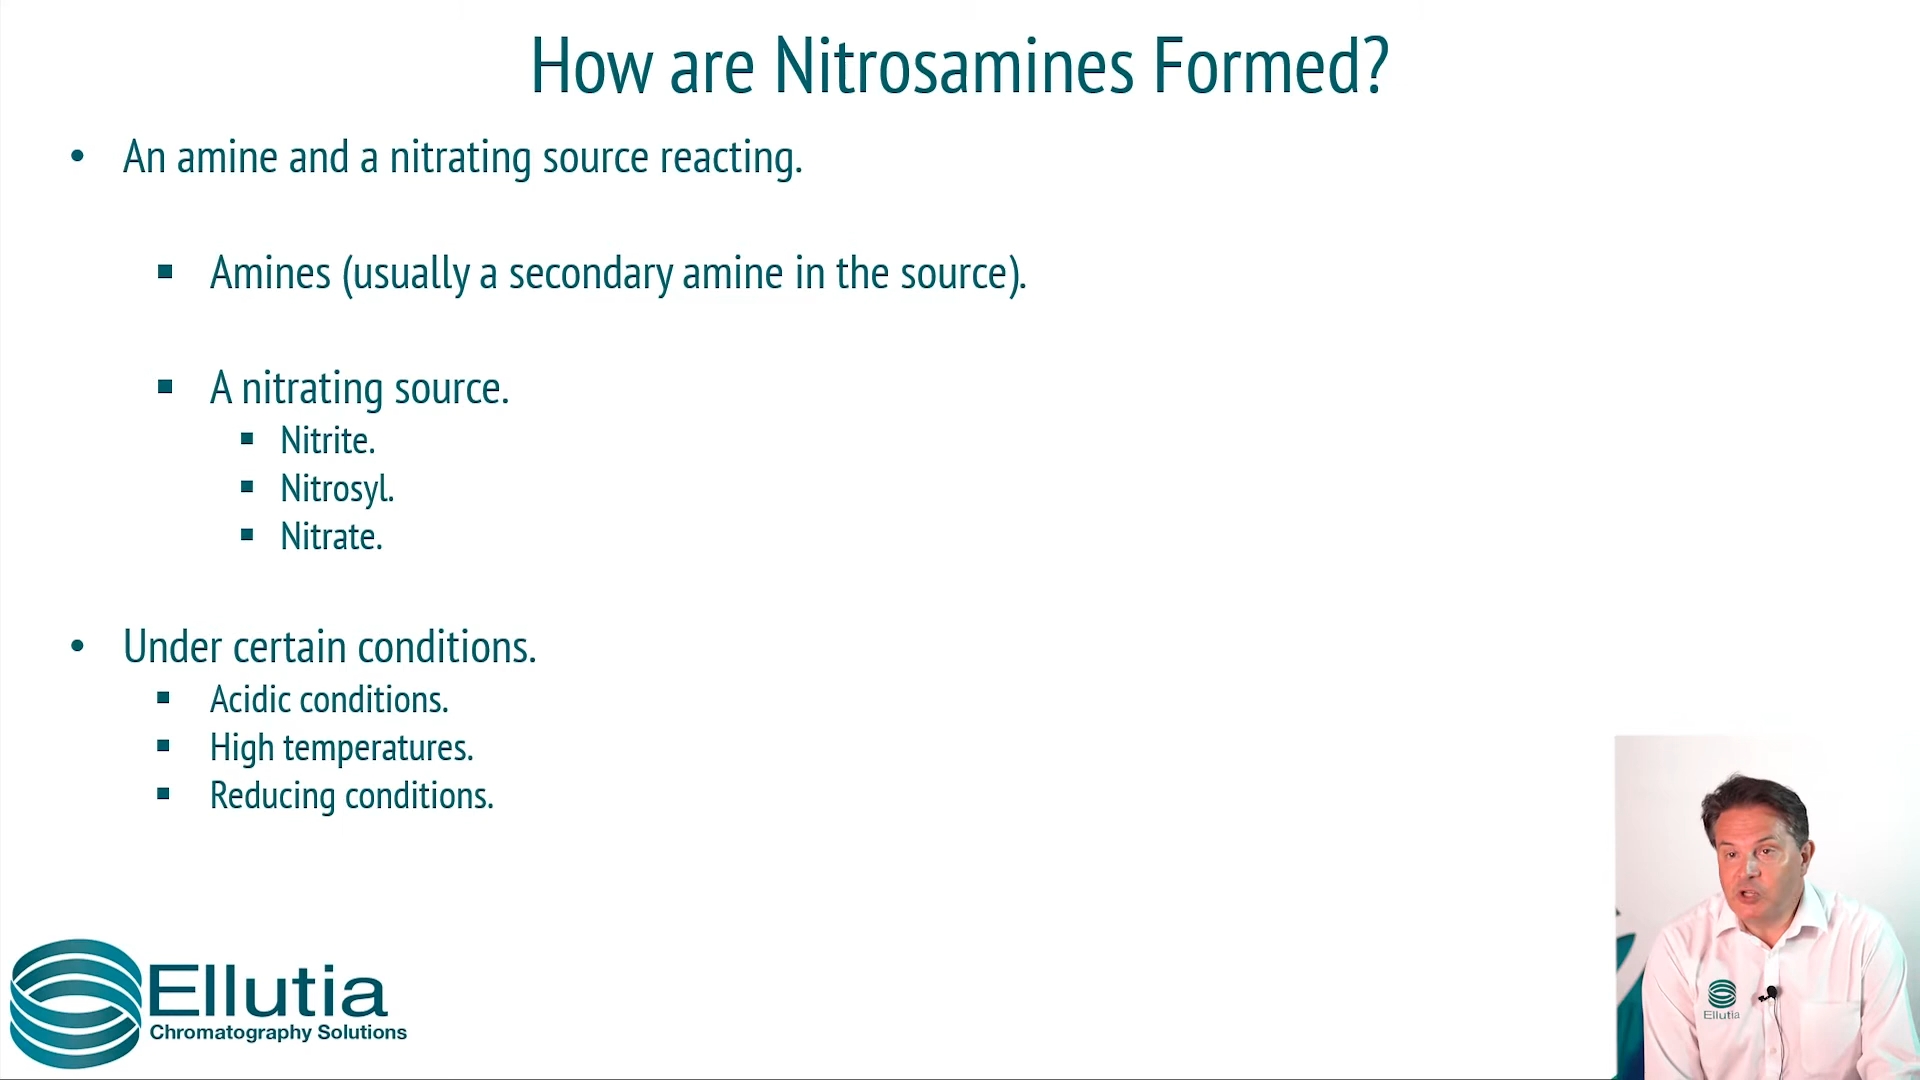 How are Nitrosamines Formed?
• An amine and a nitrating source reacting.
▪ Amines (usually a secondary amine in the source).
▪ A nitrating source.
▪ Nitrite.
▪ Nitrosyl.
▪ Nitrate.
• Under certain conditions.
▪ Acidic conditions.
▪ High temperatures.
▪ Reducing conditions.
Ellutia
Chromatography Solutions
Ellutia